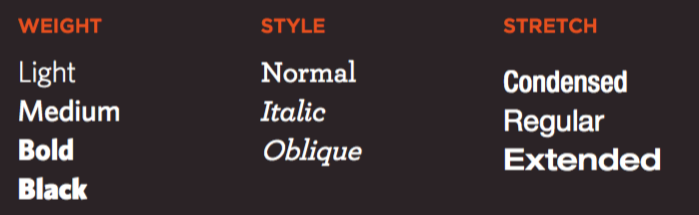 WEIGHT
Light
Medium
Bold
Black
STYLE
Normal
Italic
Oblique
STRETCH
Condensed
Regular
Extended